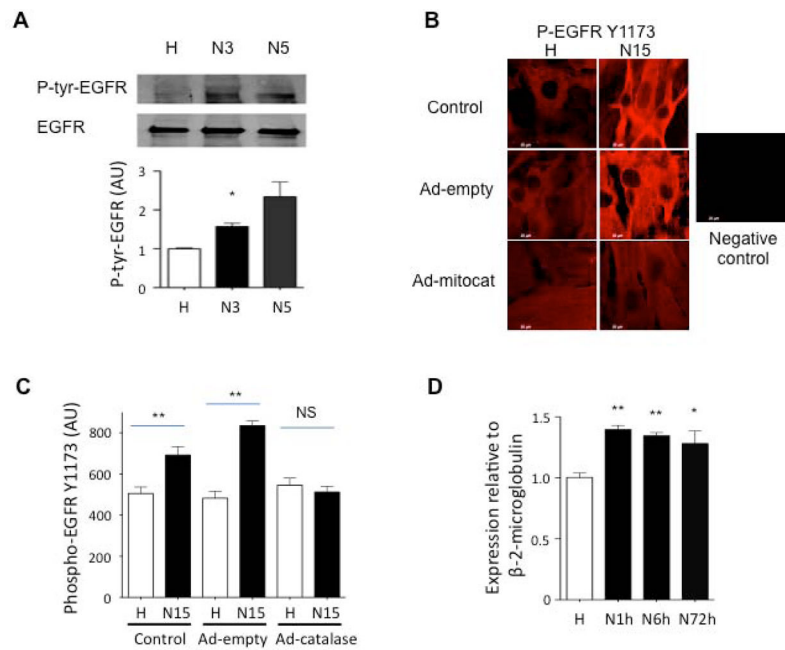 A
H N3 N5
P-tyr-EGFR
EGFR
P-tyr-EGFR (AU)
3
2
1
0
*
H N3 N5
B
P-EGFR Y1173
H N15
Control
Ad-empty
Ad-mitocat
Negative
control
C
Phospho-EGFR Y1173 (AU)
800
600
400
200
0
** ** NS
H N15 H N15 H N15
Control Ad-empty Ad-catalase
D
Expression relative to
β-2-microglobulin
1.5
1.0
0.5
0.0
** ** *
H N1h N6h N72h